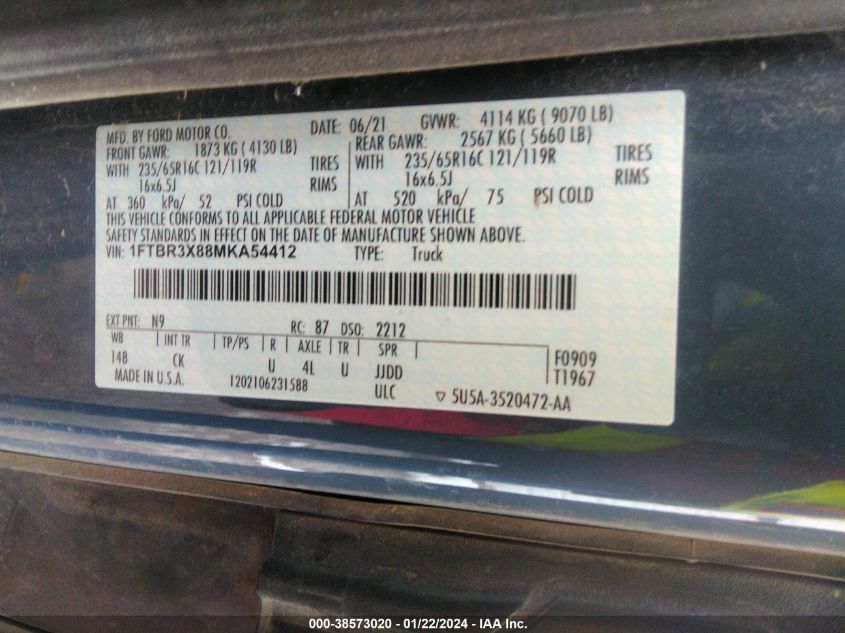 MFD. BY FORD MOTOR CO. DATE: 06/21 GVWR: 4114 KG ( 9070 LB)
FRONT GAWR: 1873 KG ( 4130 LB) REAR GAWR: 2567 KG ( 5660 LB)
WITH 235/65R16C 121/119R TIRES WITH 235/65R16C 121/119R TIRES
16x6.5J RIMS 16x6.5J RIMS
AT 360 kPa/ 52 PSI COLD AT 520 kPa/ 75 PSI COLD
THIS VEHICLE CONFORMS TO ALL APPLICABLE FEDERAL MOTOR VEHICLE
SAFETY STANDARDS IN EFFECT ON THE DATE OF MANUFACTURE SHOWN ABOVE.
VIN: 1FTBR3X88MKA54412 TYPE: Truck
EXT PNT: N9 RC: 87 DSO: 2212
WB INT TR TP/PS R AXLE TR SPR
148 CK U 4L U JJDD F0909
MADE IN U.S.A. 1202106231588 ULC T1967
▽ 5U5A-3520472-AA
000-38573020 - 01/22/2024 - IAA Inc.